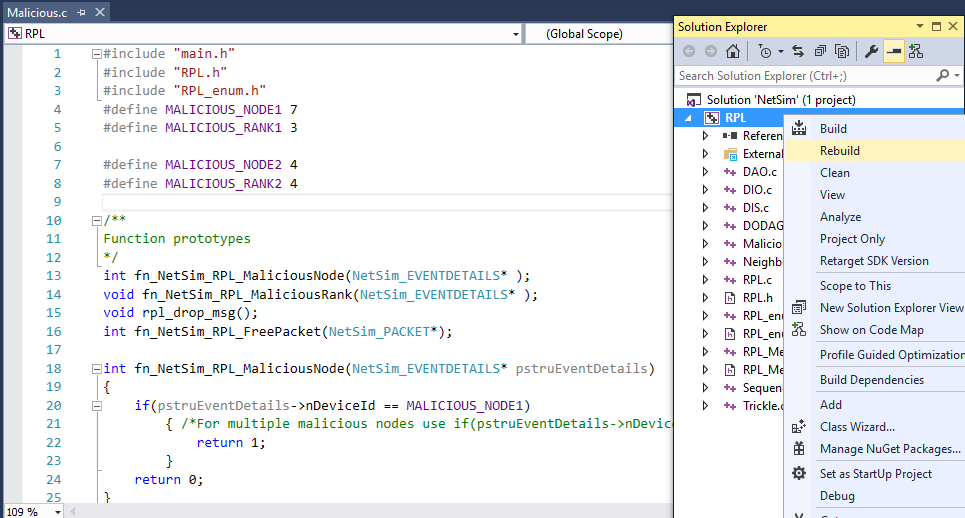 Malicious.c
RPL
(Global Scope)
1 #include "main.h"
2 #include "RPL.h"
3 #include "RPL_enum.h"
4 #define MALICIOUS_NODE1 7
5 #define MALICIOUS_RANK1 3
6
7 #define MALICIOUS_NODE2 4
8 #define MALICIOUS_RANK2 4
9
10 /**
11 Function prototypes
12 */
13 int fn_NetSim_RPL_MaliciousNode(NetSim_EVENTDETAILS* );
14 void fn_NetSim_RPL_MaliciousRank(NetSim_EVENTDETAILS* );
15 void rpl_drop_msg();
16 int fn_NetSim_RPL_FreePacket(NetSim_PACKET*);
17
18 int fn_NetSim_RPL_MaliciousNode(NetSim_EVENTDETAILS* pstruEventDetails)
19 {
20 if(pstruEventDetails->nDeviceId == MALICIOUS_NODE1)
21 { /*For multiple malicious nodes use if(pstruEventDetails->nDevic
22 return 1;
23 }
24 return 0;
25 }
109 %
Solution Explorer
Search Solution Explorer (Ctrl+;)
Solution 'NetSim' (1 project)
RPL
Referen
External
DAO.c
DIO.c
DIS.c
DODAG
Malicio
Neighb
RPL.c
RPL.h
RPL_enu
RPL_enu
RPL_Me
RPL_Me
Sequen
Trickle.c
Build
Rebuild
Clean
View
Analyze
Project Only
Retarget SDK Version
Scope to This
New Solution Explorer View
Show on Code Map
Profile Guided Optimization
Build Dependencies
Add
Class Wizard...
Manage NuGet Packages...
Set as StartUp Project
Debug